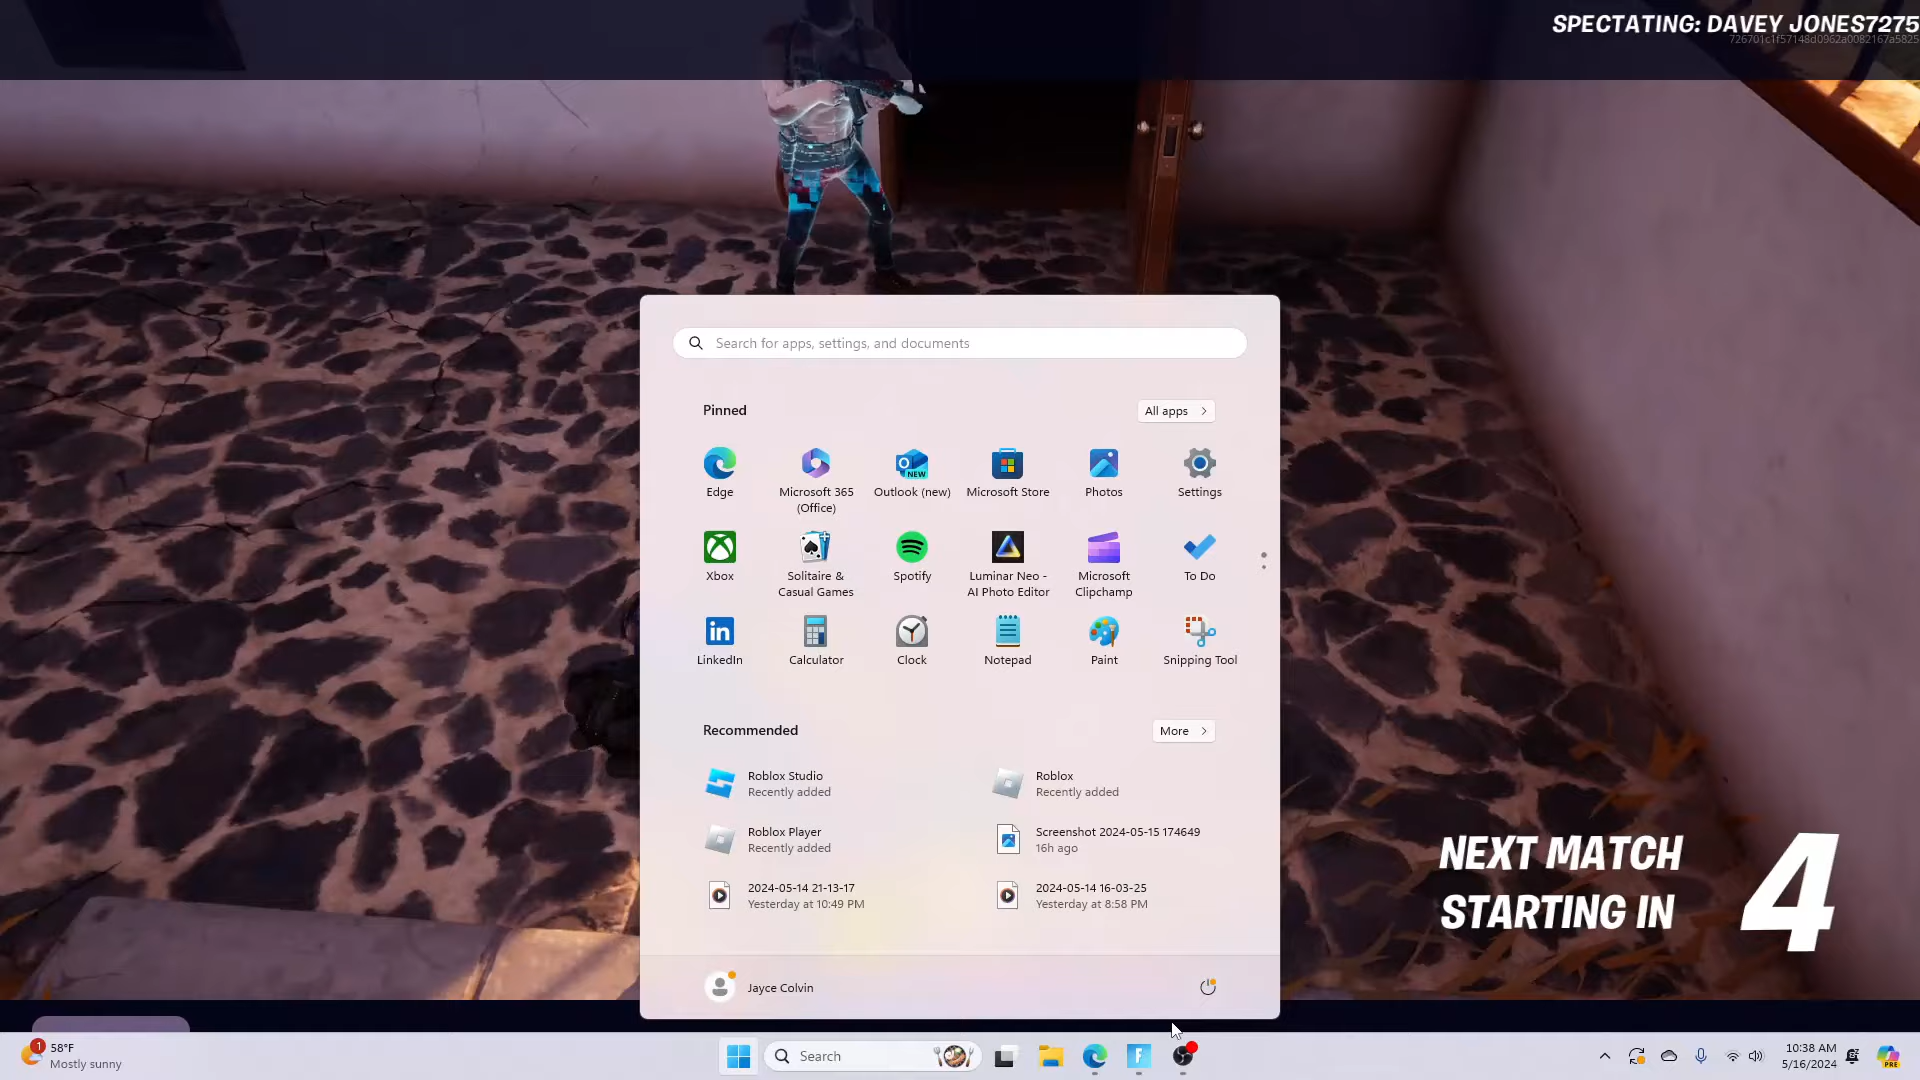 SPECTATING: DAVEY JONES7275
726701c1f57148d0962a0082167a5825
Search for apps, settings, and documents
Pinned
All apps
Edge
Microsoft 365
(Office)
Outlook (new)
Microsoft Store
Photos
Settings
Xbox
Solitaire &
Casual Games
Spotify
Luminar Neo -
AI Photo Editor
Microsoft
Clipchamp
To Do
LinkedIn
Calculator
Clock
Notepad
Paint
Snipping Tool
Recommended
More
Roblox Studio
Recently added
Roblox
Recently added
Roblox Player
Recently added
Screenshot 2024-05-15 174649
16h ago
2024-05-14 21-13-17
Yesterday at 10:49 PM
2024-05-14 16-03-25
Yesterday at 8:58 PM
NEXT MATCH
STARTING IN
4
Jayce Colvin
1
58°F
Mostly sunny
Search
10:38 AM
5/16/2024